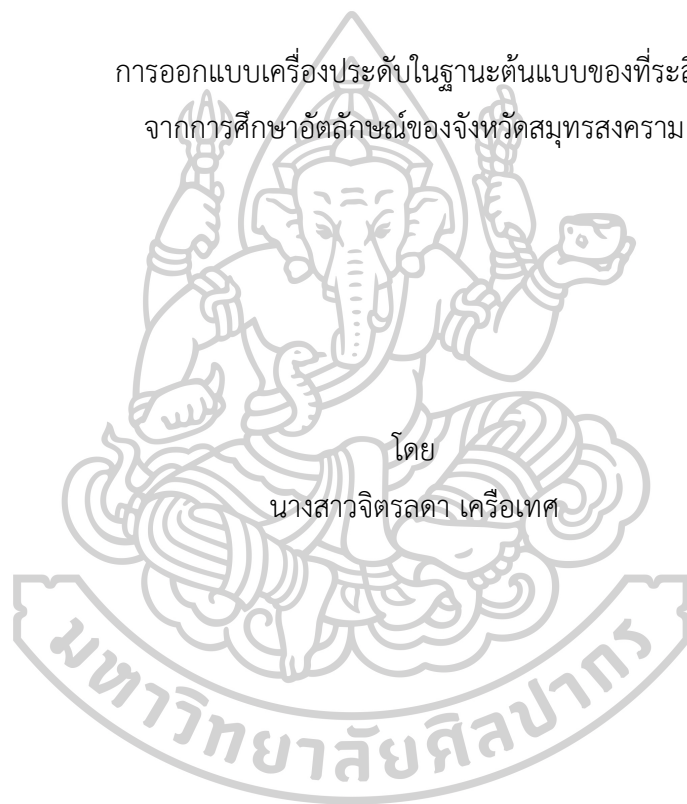 การออกแบบเครื่องประดับในฐานะต้นแบบของที่ระลึ
จากการศึกษาอัตลักษณ์ของจังหวัดสมุทรสงคราม
โดย
นางสาวจิตรลดา เครือเทศ
มหาวิทยาลัยศิลปากร